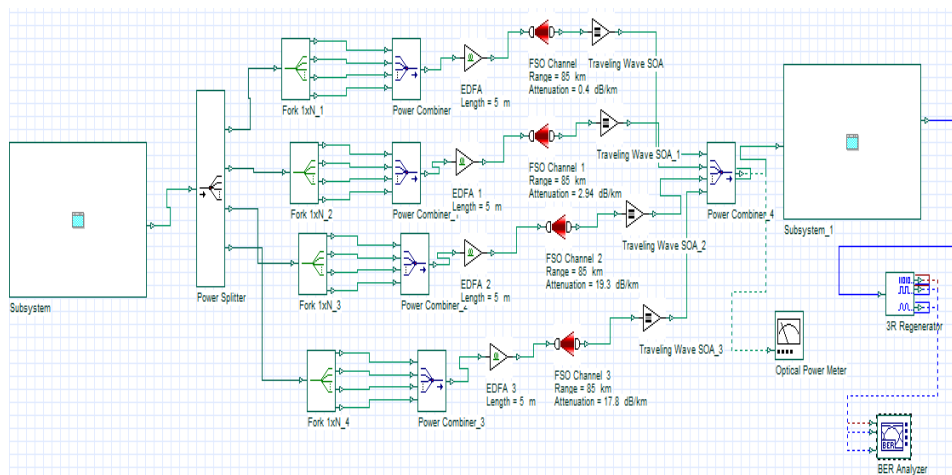 Fork 1xN_1
Power Combiner
EDFA
Length = 5 m
FSO Channel
Range = 85 km
Attenuation = 0.4 dB/km
Traveling Wave SOA
Fork 1xN_2
Power Combiner_
EDFA 1
Length = 5 m
FSO Channel 1
Range = 85 km
Attenuation = 2.94 dB/km
Traveling Wave SOA_1
Power Combiner_4
Subsystem_1
Subsystem
Power Splitter
Fork 1xN_3
Power Combiner_2
EDFA 2
Length = 5 m
FSO Channel 2
Range = 85 km
Attenuation = 19.3 dB/km
Traveling Wave SOA_2
3R Regenerator
Fork 1xN_4
Power Combiner_3
EDFA 3
Length = 5 m
FSO Channel 3
Range = 85 km
Attenuation = 17.8 dB/km
Traveling Wave SOA_3
Optical Power Meter
BER
BER Analyzer